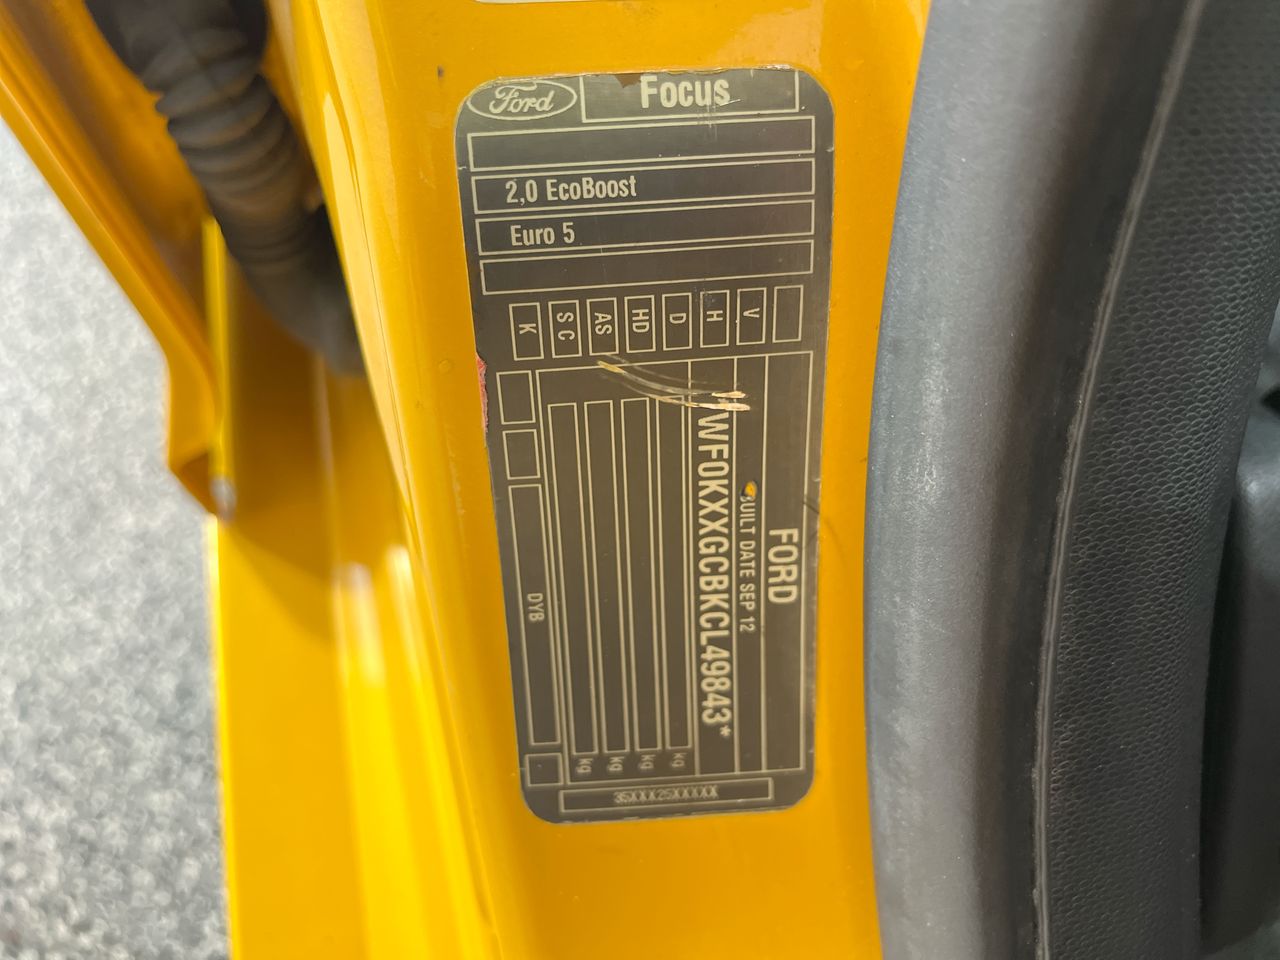 Ford
Focus
2,0 EcoBoost
Euro 5
K
SC
AS
HD
D
H
V
FORD
BUILT DATE SEP 12
WF0KXXGCBKCL49843*
kg
kg
kg
kg
DYB
35XXX25XXXXX